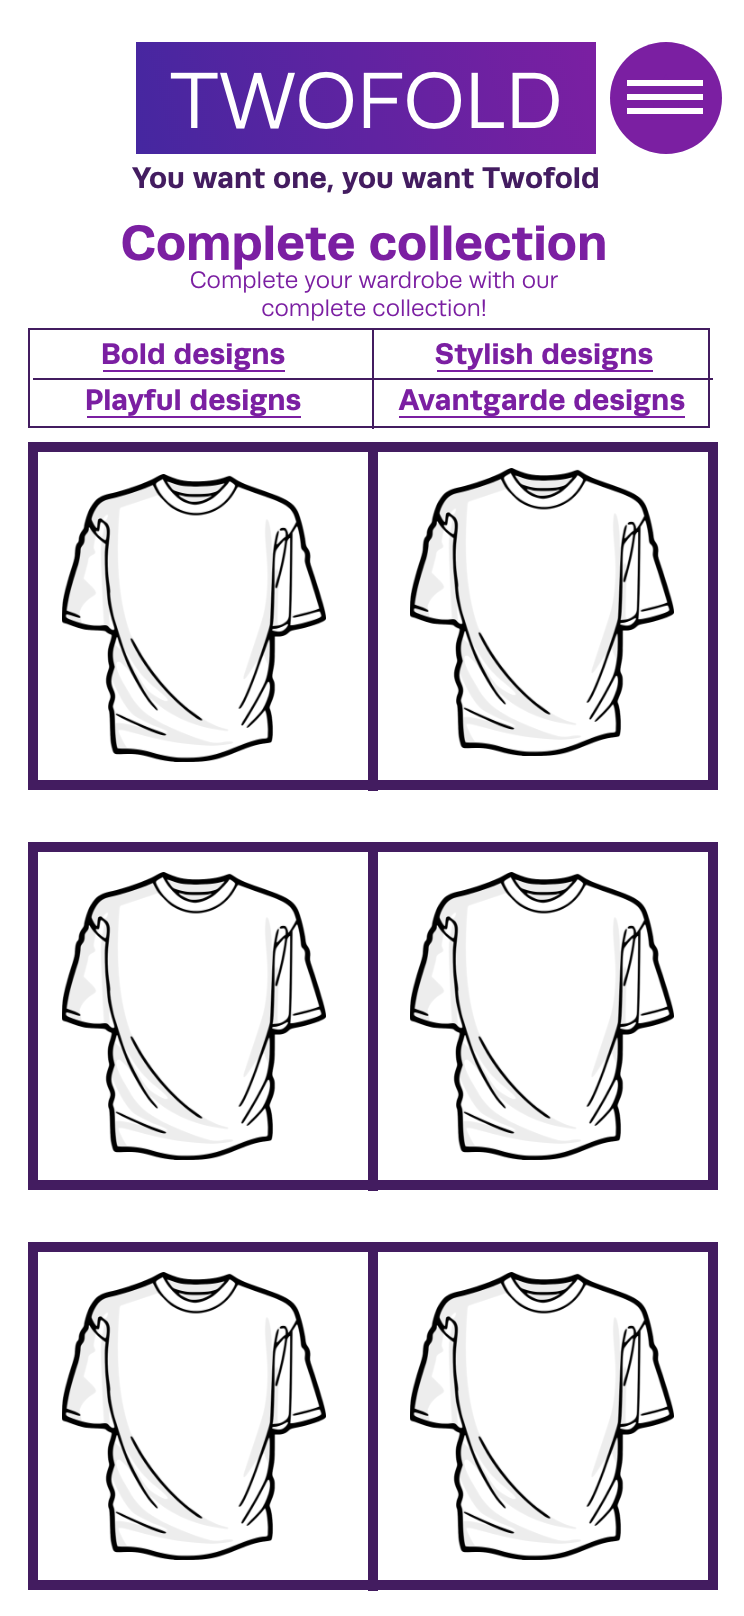 TWOFOLD
You want one, you want Twofold
Complete collection
Complete your wardrobe with our
complete collection!
Bold designs
Stylish designs
Playful designs
Avantgarde designs